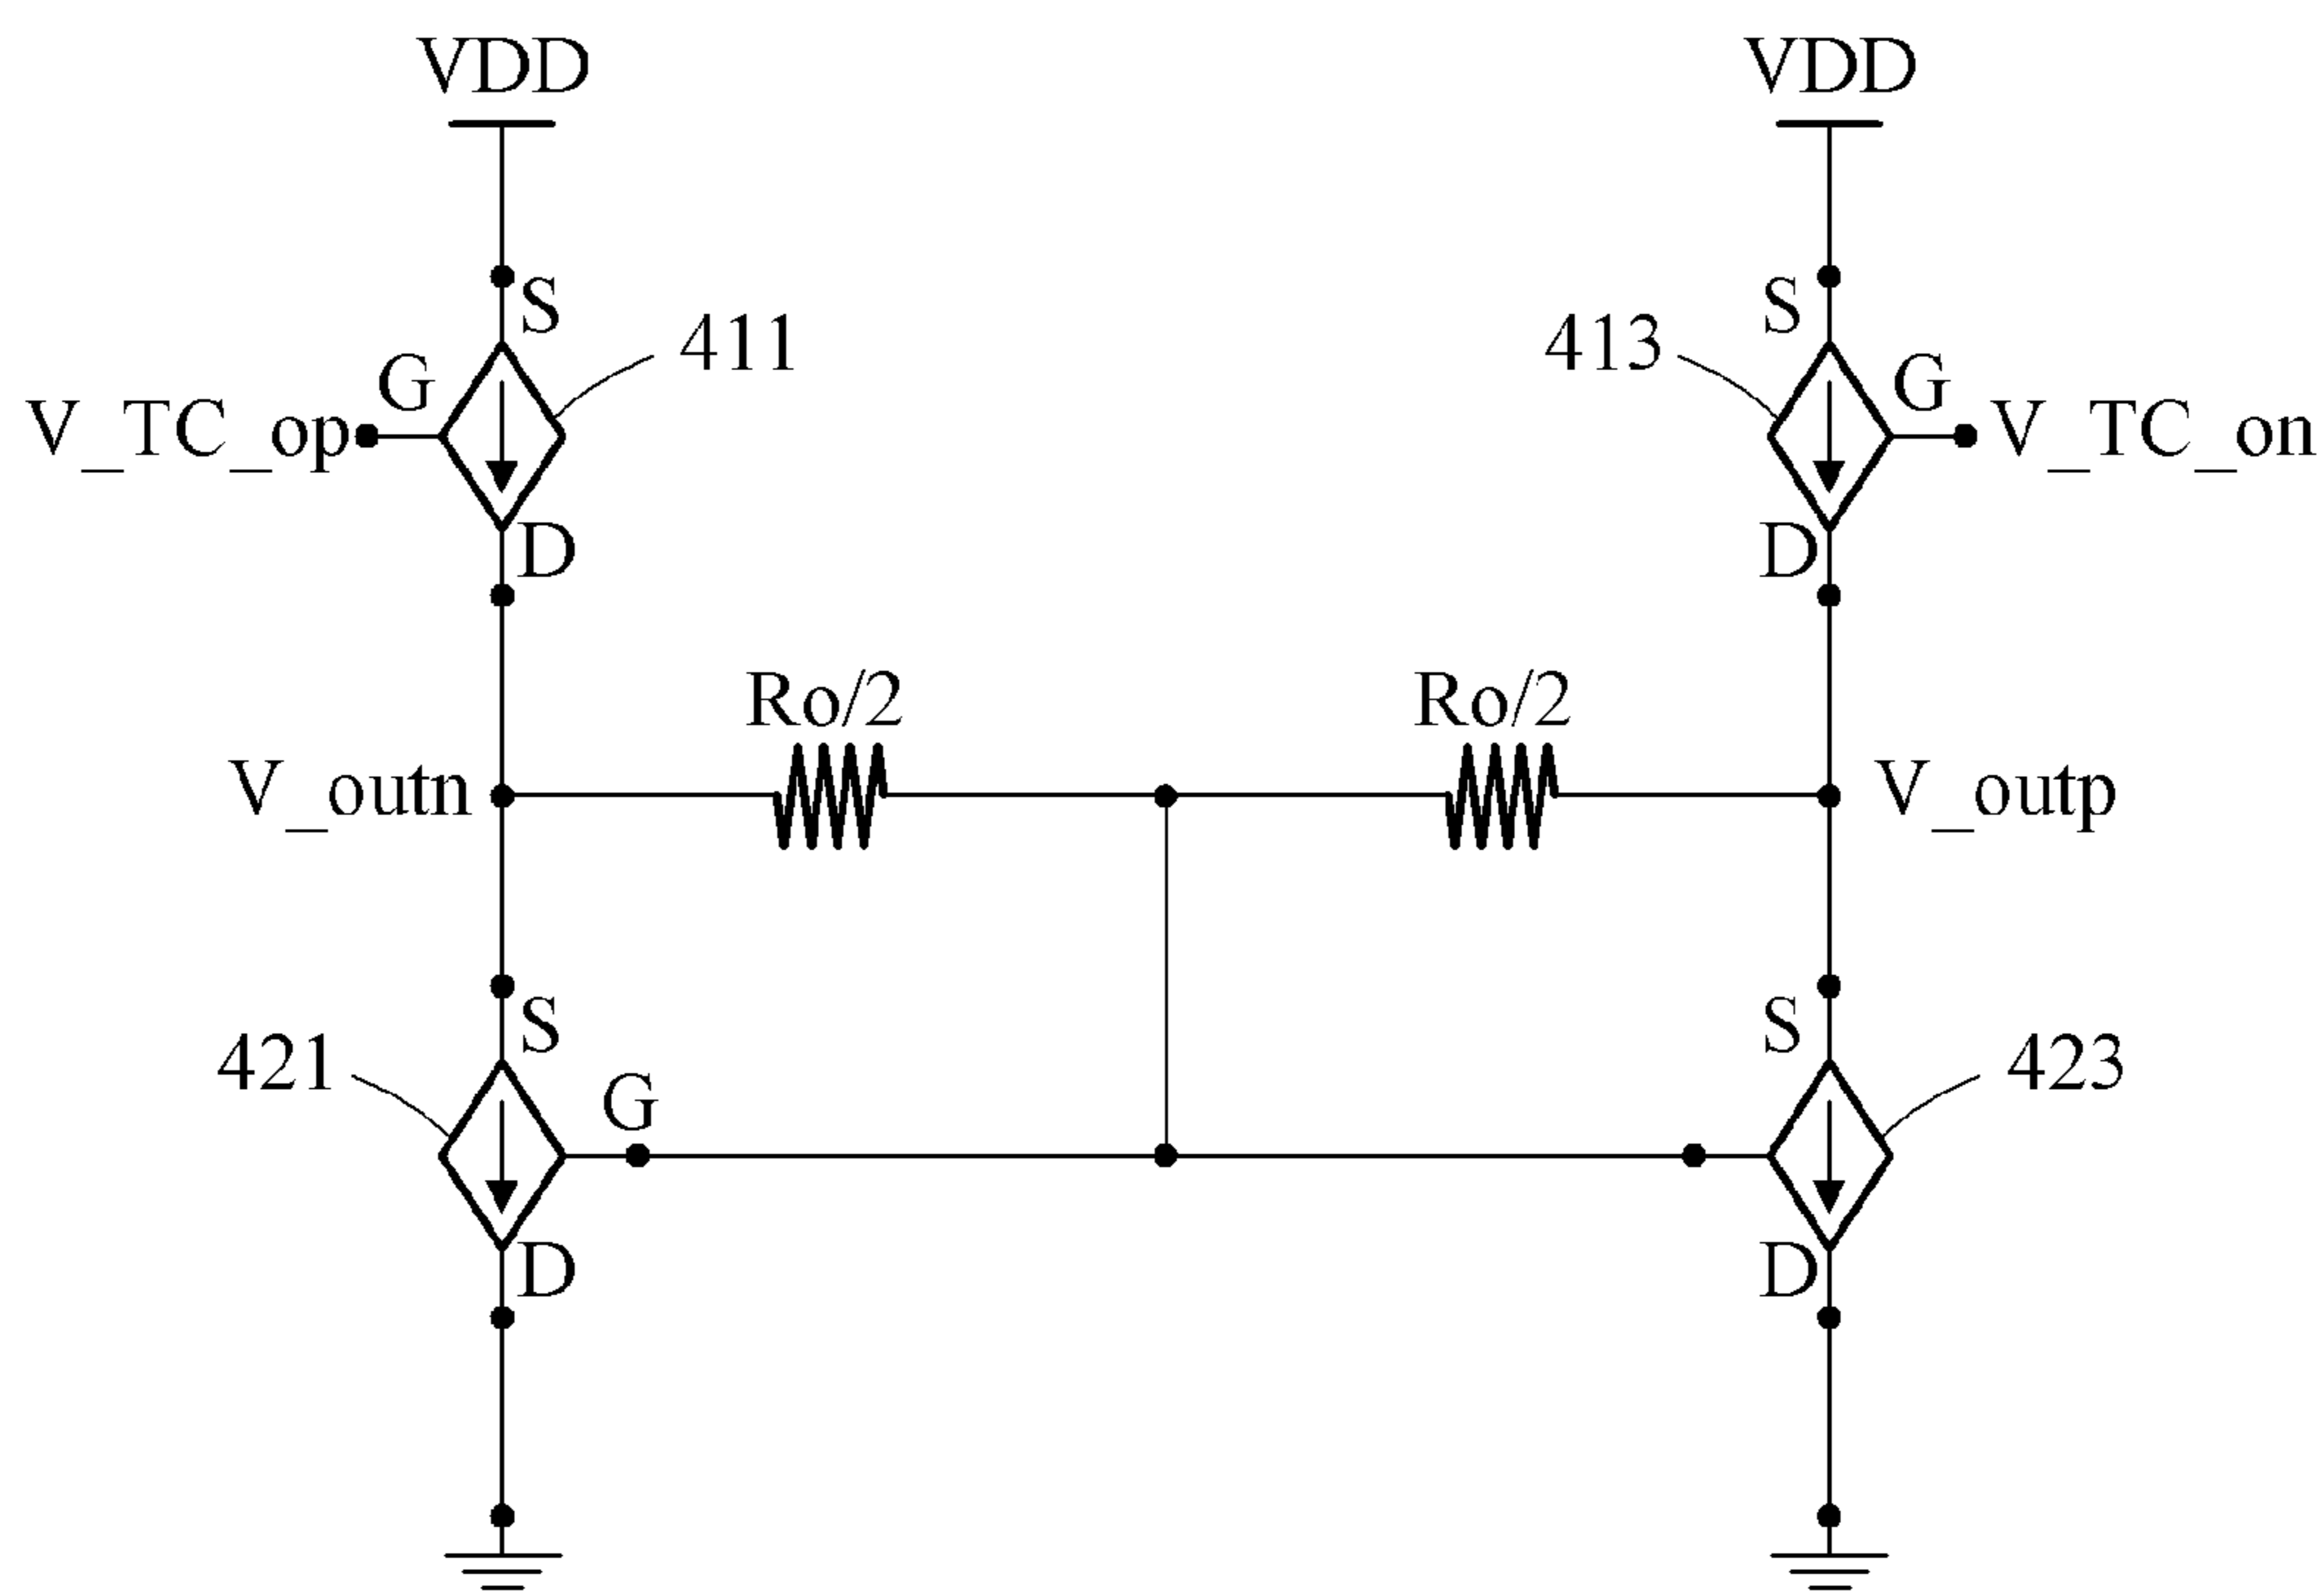 VDD VDD
S S
411 413
G G
V_TC_op V_TC_on
D D
Ro/2 Ro/2
V_outn V_outp
S S
421 423
G
D D